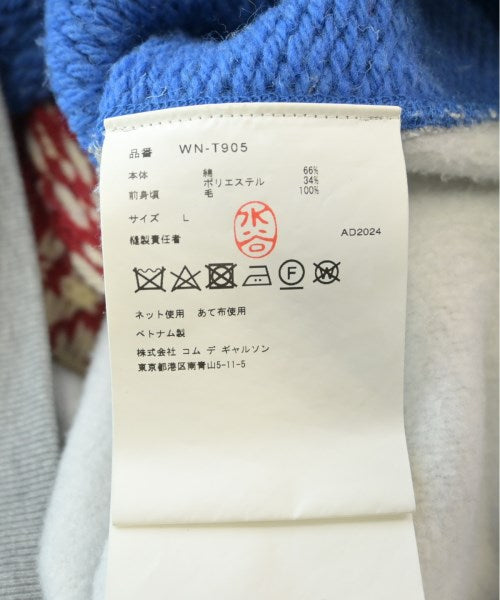 品番 WN-T905
本体 綿 66%
ポリエステル 34%
前身頃 毛 100%
サイズ L
縫製責任者 水谷 AD2024
F W
ネット使用 あて布使用
ベトナム製
株式会社 コム デ ギャルソン
東京都港区南青山5-11-5